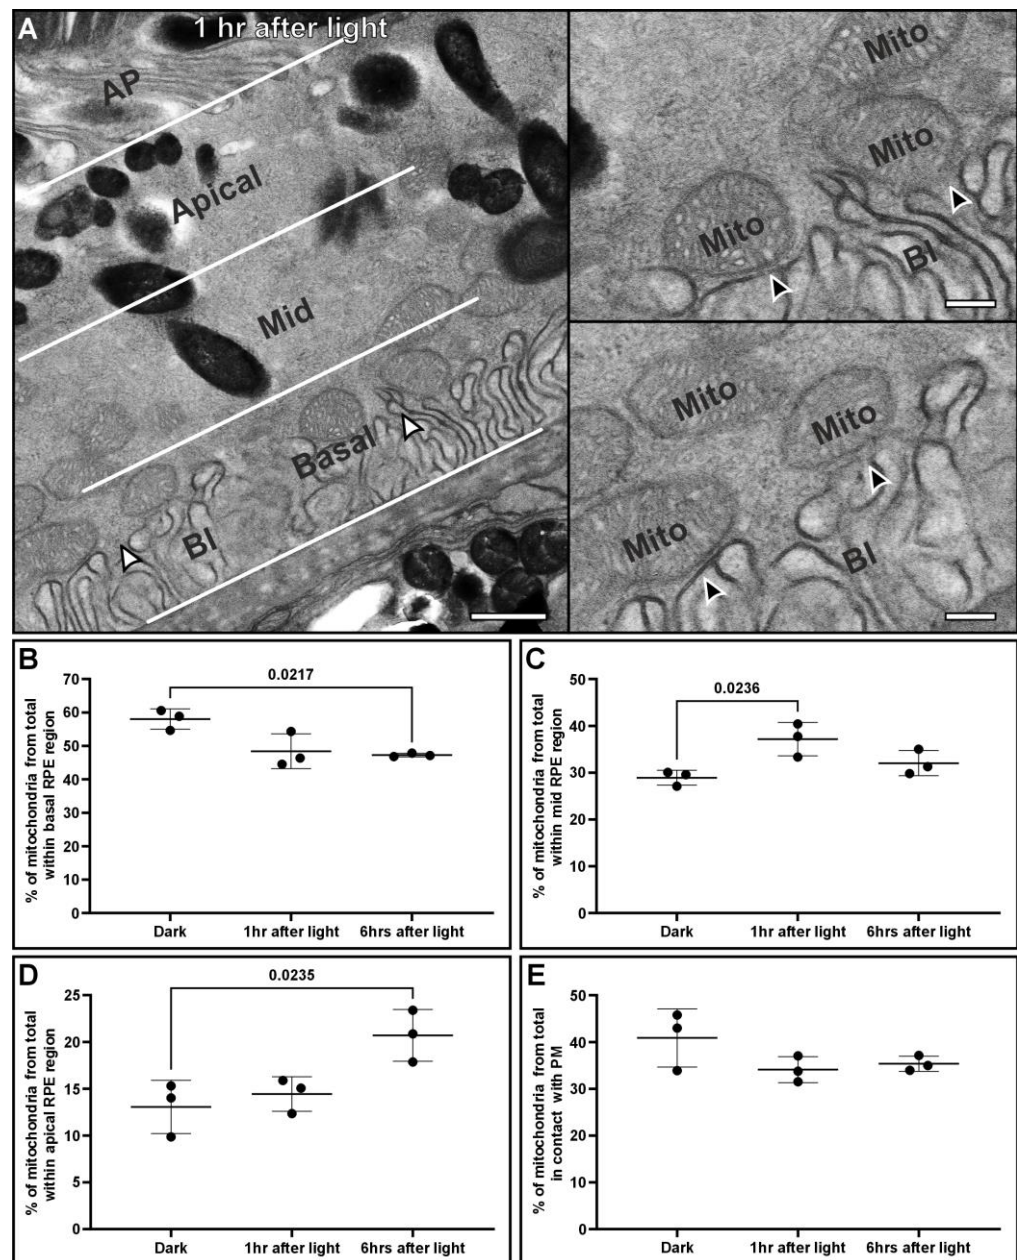 A
1 hr after light
AP
Apical
Mid
Basal
BI
Mito
Mito
Mito
BI
Mito
Mito
Mito
BI
B
0.0217
% of mitochondria from total
within basal RPE region
70
60
50
40
30
20
10
0
Dark
1hr after light
6hrs after light
C
0.0236
% of mitochondria from total
within mid RPE region
50
40
30
20
10
0
Dark
1hr after light
6hrs after light
D
0.0235
% of mitochondria from total
within apical RPE region
25
20
15
10
5
0
Dark
1hr after light
6hrs after light
E
% of mitochondria from total
in contact with PM
50
40
30
20
10
0
Dark
1hr after light
6hrs after light